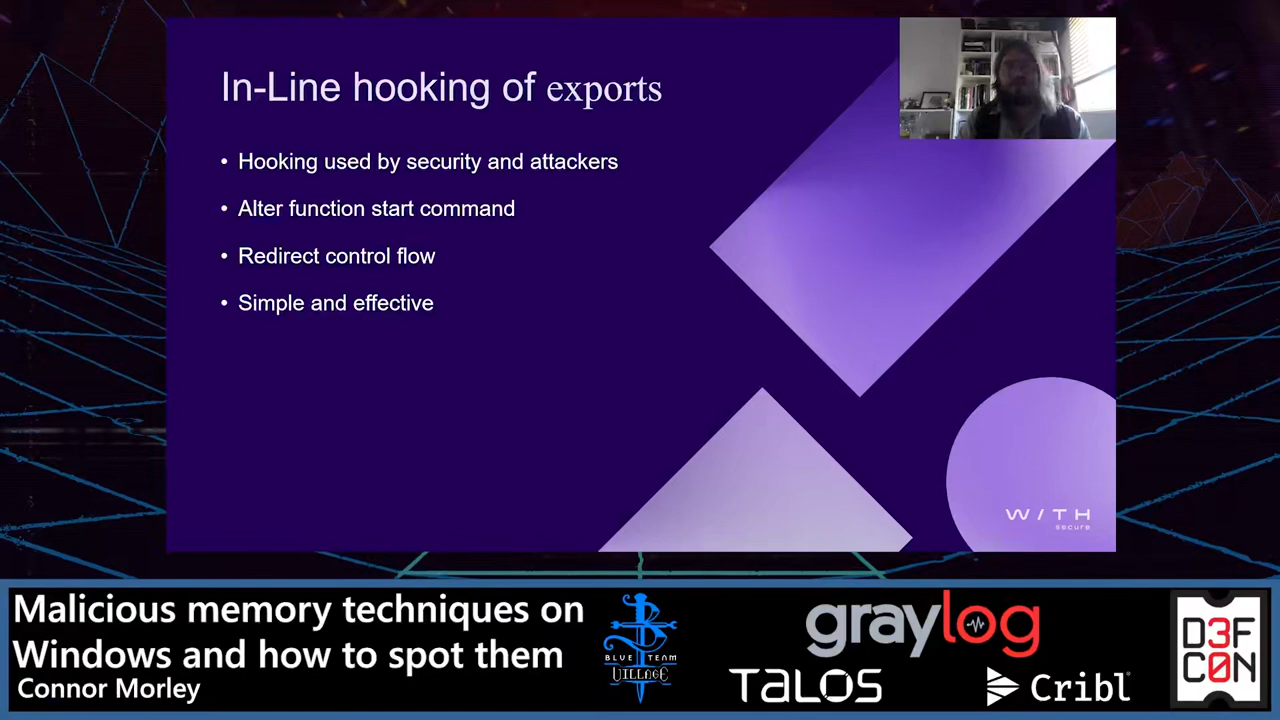 In-Line hooking of exports
• Hooking used by security and attackers
• Alter function start command
• Redirect control flow
• Simple and effective
W/TH
secure
Malicious memory techniques on
Windows and how to spot them
Connor Morley
BLUE TEAM
VILLAGE
graylog
TALOS
Cribl
D3F
C0N